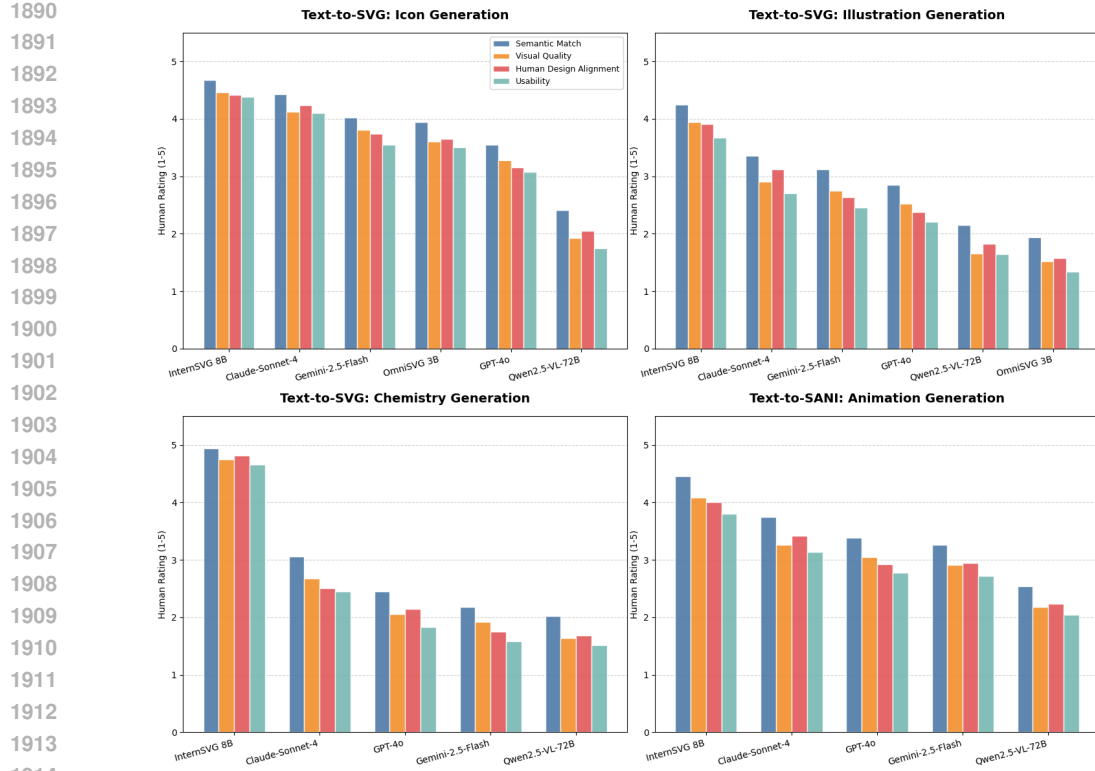 1890
1891
1892
1893
1894
1895
1896
1897
1898
1899
1900
1901
1902
1903
1904
1905
1906
1907
1908
1909
1910
1911
1912
1913
1914
Text-to-SVG: Icon Generation
Human Rating (1-5)
5
4
3
2
1
0
Semantic Match
Visual Quality
Human Design Alignment
Usability
InternSVG 8B
Claude-Sonnet-4
Gemini-2.5-Flash
OmniSVG 3B
GPT-4o
Qwen2.5-VL-72B
Text-to-SVG: Illustration Generation
Human Rating (1-5)
5
4
3
2
1
0
InternSVG 8B
Claude-Sonnet-4
Gemini-2.5-Flash
GPT-4o
Qwen2.5-VL-72B
OmniSVG 3B
Text-to-SVG: Chemistry Generation
Human Rating (1-5)
5
4
3
2
1
0
InternSVG 8B
Claude-Sonnet-4
GPT-4o
Gemini-2.5-Flash
Qwen2.5-VL-72B
Text-to-SANI: Animation Generation
Human Rating (1-5)
5
4
3
2
1
0
InternSVG 8B
Claude-Sonnet-4
GPT-4o
Gemini-2.5-Flash
Qwen2.5-VL-72B